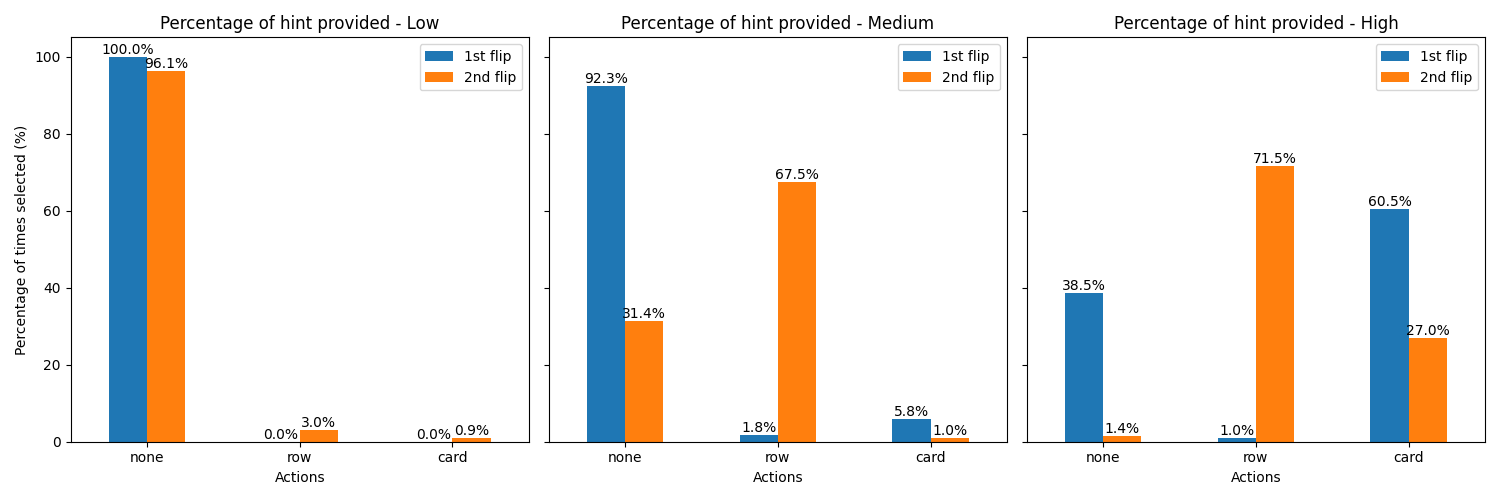 Percentage of hint provided - Low
Percentage of times selected (%)
100
80
60
40
20
0
100.0%
96.1%
0.0%
3.0%
0.0%
0.9%
1st flip
2nd flip
none
row
card
Actions
Percentage of hint provided - Medium
92.3%
31.4%
1.8%
67.5%
5.8%
1.0%
1st flip
2nd flip
none
row
card
Actions
Percentage of hint provided - High
38.5%
1.4%
1.0%
71.5%
60.5%
27.0%
1st flip
2nd flip
none
row
card
Actions